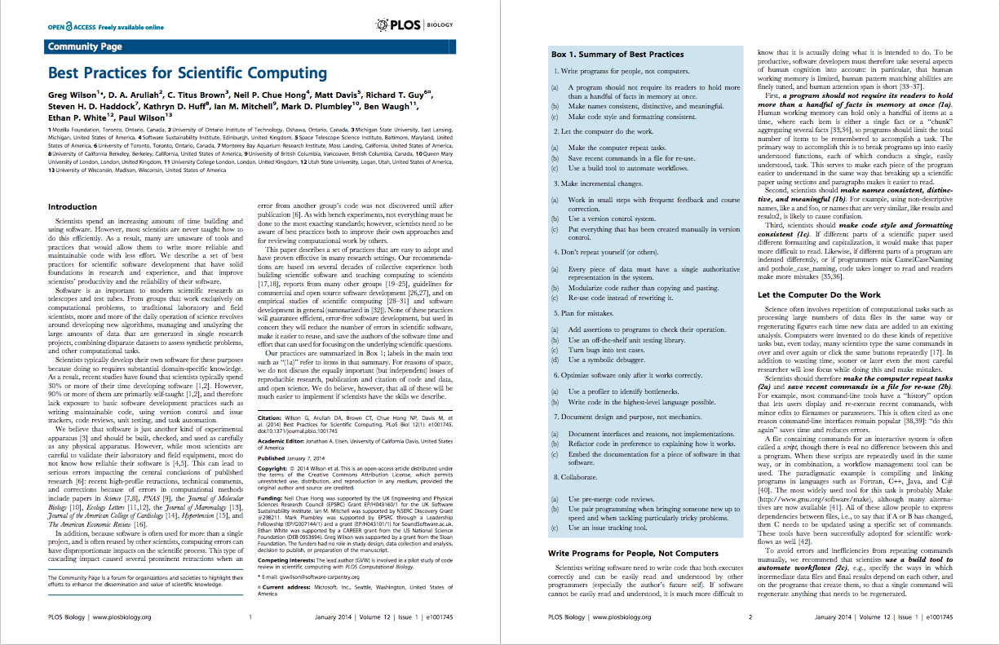 OPEN ACCESS Freely available online
PLOS BIOLOGY
Community Page
Best Practices for Scientific Computing
Greg Wilson1*, D. A. Aruliah2, C. Titus Brown3, Neil P. Chue Hong4, Matt Davis5, Richard T. Guy6¤,
Steven H. D. Haddock7, Kathryn D. Huff8, Ian M. Mitchell9, Mark D. Plumbley10, Ben Waugh11,
Ethan P. White12, Paul Wilson13
1 Mozilla Foundation, Toronto, Ontario, Canada, 2 University of Ontario Institute of Technology, Oshawa, Ontario, Canada, 3 Michigan State University, East Lansing,
Michigan, United States of America, 4 Software Sustainability Institute, Edinburgh, United Kingdom, 5 Space Telescope Science Institute, Baltimore, Maryland, United
States of America, 6 University of Toronto, Toronto, Ontario, Canada, 7 Monterey Bay Aquarium Research Institute, Moss Landing, California, United States of America,
8 University of California Berkeley, Berkeley, California, United States of America, 9 University of British Columbia, Vancouver, British Columbia, Canada, 10 Queen Mary
University of London, London, United Kingdom, 11 University College London, London, United Kingdom, 12 Utah State University, Logan, Utah, United States of America,
13 University of Wisconsin, Madison, Wisconsin, United States of America
Introduction
Scientists spend an increasing amount of time building and
using software. However, most scientists are never taught how to
do this efficiently. As a result, many are unaware of tools and
practices that would allow them to write more reliable and
maintainable code with less effort. We describe a set of best
practices for scientific software development that have solid
foundations in research and experience, and that improve
scientists' productivity and the reliability of their software.
Software is as important to modern scientific research as
telescopes and test tubes. From groups that work exclusively on
computational problems, to traditional laboratory and field
scientists, more and more of the daily operation of science revolves
around developing new algorithms, managing and analyzing the
large amounts of data that are generated in single research
projects, combining disparate datasets to assess synthetic problems,
and other computational tasks.
Scientists typically develop their own software for these purposes
because doing so requires substantial domain-specific knowledge.
As a result, recent studies have found that scientists typically spend
30% or more of their time developing software [1,2]. However,
90% or more of them are primarily self-taught [1,2], and therefore
lack exposure to basic software development practices such as
writing maintainable code, using version control and issue
trackers, code reviews, unit testing, and task automation.
We believe that software is just another kind of experimental
apparatus [3] and should be built, checked, and used as carefully
as any physical apparatus. However, while most scientists are
careful to validate their laboratory and field equipment, most do
not know how reliable their software is [4,5]. This can lead to
serious errors impacting the central conclusions of published
research [6]: recent high-profile retractions, technical comments,
and corrections because of errors in computational methods
include papers in Science [7,8], PNAS [9], the Journal of Molecular
Biology [10], Ecology Letters [11,12], the Journal of Mammalogy [13],
Journal of the American College of Cardiology [14], Hypertension [15], and
The American Economic Review [16].
In addition, because software is often used for more than a single
project, and is often reused by other scientists, computing errors can
have disproportionate impacts on the scientific process. This type of
cascading impact caused several prominent retractions when an
The Community Page is a forum for organizations and societies to highlight their
efforts to enhance the dissemination and value of scientific knowledge.
error from another group's code was not discovered until after
publication [6]. As with bench experiments, not everything must be
done to the most exacting standards; however, scientists need to be
aware of best practices both to improve their own approaches and
for reviewing computational work by others.
This paper describes a set of practices that are easy to adopt and
have proven effective in many research settings. Our recommenda-
tions are based on several decades of collective experience both
building scientific software and teaching computing to scientists
[17,18], reports from many other groups [19–25], guidelines for
commercial and open source software development [26,27], and on
empirical studies of scientific computing [28–31] and software
development in general (summarized in [32]). None of these practices
will guarantee efficient, error-free software development, but used in
concert they will reduce the number of errors in scientific software,
make it easier to reuse, and save the authors of the software time and
effort that can used for focusing on the underlying scientific questions.
Our practices are summarized in Box 1; labels in the main text
such as "(1a)" refer to items in that summary. For reasons of space,
we do not discuss the equally important (but independent) issues of
reproducible research, publication and citation of code and data,
and open science. We do believe, however, that all of these will be
much easier to implement if scientists have the skills we describe.
Citation: Wilson G, Aruliah DA, Brown CT, Chue Hong NP, Davis M, et
al. (2014) Best Practices for Scientific Computing. PLoS Biol 12(1): e1001745.
doi:10.1371/journal.pbio.1001745
Academic Editor: Jonathan A. Eisen, University of California Davis, United States
of America
Published January 7, 2014
Copyright: © 2014 Wilson et al. This is an open-access article distributed under
the terms of the Creative Commons Attribution License, which permits
unrestricted use, distribution, and reproduction in any medium, provided the
original author and source are credited.
Funding: Neil Chue Hong was supported by the UK Engineering and Physical
Sciences Research Council (EPSRC) Grant EP/H043160/1 for the UK Software
Sustainability Institute. Ian M. Mitchell was supported by NSERC Discovery Grant
#298211. Mark Plumbley was supported by EPSRC through a Leadership
Fellowship (EP/G007144/1) and a grant (EP/H043101/1) for SoundSoftware.ac.uk.
Ethan White was supported by a CAREER grant from the US National Science
Foundation (DEB 0953694). Greg Wilson was supported by a grant from the Sloan
Foundation. The funders had no role in study design, data collection and analysis,
decision to publish, or preparation of the manuscript.
Competing Interests: The lead author (GVW) is involved in a pilot study of code
review in scientific computing with PLOS Computational Biology.
* E-mail: gvwilson@software-carpentry.org
¤ Current address: Microsoft, Inc., Seattle, Washington, United States of
America
PLOS Biology | www.plosbiology.org
1
January 2014 | Volume 12 | Issue 1 | e1001745
Box 1. Summary of Best Practices
1. Write programs for people, not computers.
(a) A program should not require its readers to hold more
than a handful of facts in memory at once.
(b) Make names consistent, distinctive, and meaningful.
(c) Make code style and formatting consistent.
2. Let the computer do the work.
(a) Make the computer repeat tasks.
(b) Save recent commands in a file for re-use.
(c) Use a build tool to automate workflows.
3. Make incremental changes.
(a) Work in small steps with frequent feedback and course
correction.
(b) Use a version control system.
(c) Put everything that has been created manually in version
control.
4. Don't repeat yourself (or others).
(a) Every piece of data must have a single authoritative
representation in the system.
(b) Modularize code rather than copying and pasting.
(c) Re-use code instead of rewriting it.
5. Plan for mistakes.
(a) Add assertions to programs to check their operation.
(b) Use an off-the-shelf unit testing library.
(c) Turn bugs into test cases.
(d) Use a symbolic debugger.
6. Optimize software only after it works correctly.
(a) Use a profiler to identify bottlenecks.
(b) Write code in the highest-level language possible.
7. Document design and purpose, not mechanics.
(a) Document interfaces and reasons, not implementations.
(b) Refactor code in preference to explaining how it works.
(c) Embed the documentation for a piece of software in that
software.
8. Collaborate.
(a) Use pre-merge code reviews.
(b) Use pair programming when bringing someone new up to
speed and when tackling particularly tricky problems.
(c) Use an issue tracking tool.
Write Programs for People, Not Computers
Scientists writing software need to write code that both executes
correctly and can be easily read and understood by other
programmers (especially the author's future self). If software
cannot be easily read and understood, it is much more difficult to
know that it is actually doing what it is intended to do. To be
productive, software developers must therefore take several aspects
of human cognition into account: in particular, that human
working memory is limited, human pattern matching abilities are
finely tuned, and human attention span is short [33–37].
First, a program should not require its readers to hold
more than a handful of facts in memory at once (1a).
Human working memory can hold only a handful of items at a
time, where each item is either a single fact or a "chunk"
aggregating several facts [33,34], so programs should limit the total
number of items to be remembered to accomplish a task. The
primary way to accomplish this is to break programs up into easily
understood functions, each of which conducts a single, easily
understood, task. This serves to make each piece of the program
easier to understand in the same way that breaking up a scientific
paper using sections and paragraphs makes it easier to read.
Second, scientists should make names consistent, distinc-
tive, and meaningful (1b). For example, using non-descriptive
names, like a and foo, or names that are very similar, like results and
results2, is likely to cause confusion.
Third, scientists should make code style and formatting
consistent (1c). If different parts of a scientific paper used
different formatting and capitalization, it would make that paper
more difficult to read. Likewise, if different parts of a program are
indented differently, or if programmers mix CamelCaseNaming
and pothole_case_naming, code takes longer to read and readers
make more mistakes [35,36].
Let the Computer Do the Work
Science often involves repetition of computational tasks such as
processing large numbers of data files in the same way or
regenerating figures each time new data are added to an existing
analysis. Computers were invented to do these kinds of repetitive
tasks but, even today, many scientists type the same commands in
over and over again or click the same buttons repeatedly [17]. In
addition to wasting time, sooner or later even the most careful
researcher will lose focus while doing this and make mistakes.
Scientists should therefore make the computer repeat tasks
(2a) and save recent commands in a file for re-use (2b).
For example, most command-line tools have a "history" option
that lets users display and re-execute recent commands, with
minor edits to filenames or parameters. This is often cited as one
reason command-line interfaces remain popular [38,39]: "do this
again" saves time and reduces errors.
A file containing commands for an interactive system is often
called a script, though there is real no difference between this and
a program. When these scripts are repeatedly used in the same
way, or in combination, a workflow management tool can be
used. The paradigmatic example is compiling and linking
programs in languages such as Fortran, C++, Java, and C#
[40]. The most widely used tool for this task is probably Make
(http://www.gnu.org/software/make), although many alterna-
tives are now available [41]. All of these allow people to express
dependencies between files, i.e., to say that if A or B has changed,
then C needs to be updated using a specific set of commands.
These tools have been successfully adopted for scientific work-
flows as well [42].
To avoid errors and inefficiencies from repeating commands
manually, we recommend that scientists use a build tool to
automate workflows (2c), e.g., specify the ways in which
intermediate data files and final results depend on each other, and
on the programs that create them, so that a single command will
regenerate anything that needs to be regenerated.
PLOS Biology | www.plosbiology.org
2
January 2014 | Volume 12 | Issue 1 | e1001745